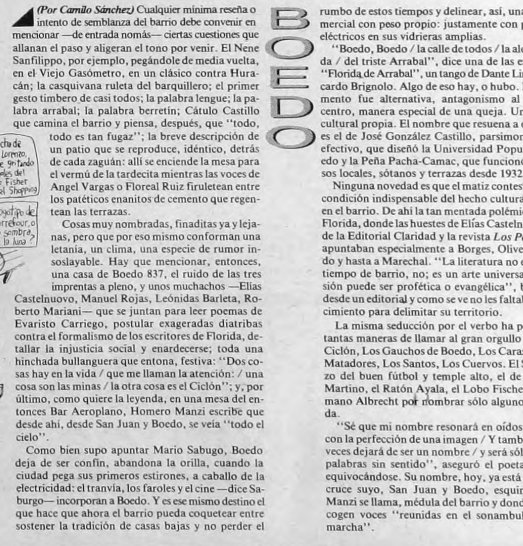 (Por Camilo Sánchez) Cualquier mínima reseña o
intento de semblanza del barrio debe convenir en
mencionar —de entrada nomás— ciertas cuestiones que
allanan el paso y aligeran el tono por venir. El Nene
Sanfilippo, por ejemplo, pegándole de media vuelta,
en el Viejo Gasómetro, en un clásico contra Hura-
cán; la casquivana ruleta del barquillero; el primer
gesto timbero de casi todos; la palabra lengue; la pa-
labra arrabal; la palabra berretín; Cátulo Castillo
que camina el barrio y piensa, después, que "todo,
todo es tan fugaz"; la breve descripción de
un patio que se reproduce, idéntico, detrás
de cada zaguán: allí se enciende la mesa para
el vermú de la tardecita mientras las voces de
Angel Vargas o Floreal Ruiz firuletean entre
los patéticos enanitos de cemento que regen-
tean las terrazas.
Cosas muy nombradas, finaditas ya y leja-
nas, pero que por eso mismo conforman una
letanía, un clima, una especie de rumor in-
soslayable. Hay que mencionar, entonces,
una casa de Boedo 837, el ruido de las tres
imprentas a pleno, y unos muchachos —Elías
Castelnuovo, Manuel Rojas, Leónidas Barleta, Ro-
berto Mariani— que se juntan para leer poemas de
Evaristo Carriego, postular exageradas diatribas
contra el formalismo de los escritores de Florida, de-
tallar la injusticia social y enardecerse; toda una
hinchada bullanguera que entona, festiva: "Dos co-
sas hay en la vida / que me llaman la atención: / una
cosa son las minas / la otra cosa es el Ciclón"; y, por
último, como quiere la leyenda, en una mesa del en-
tonces Bar Aeroplano, Homero Manzi escribe que
desde ahí, desde San Juan y Boedo, se veía "todo el
cielo".
Como bien supo apuntar Mario Sabugo, Boedo
deja de ser confín, abandona la orilla, cuando la
ciudad pega sus primeros estirones, a caballo de la
electricidad: el tranvía, los faroles y el cine —dice Sa-
burgo— incorporan a Boedo. Y es ese mismo destino el
que hace que ahora el barrio pueda coquetear entre
sostener la tradición de casas bajas y no perder el
BOEDO
rumbo de estos tiempos y delinear, así, una
mercial con peso propio: justamente con
eléctricos en sus vidrieras amplias.
"Boedo, Boedo / la calle de todos / la
da / del triste Arrabal", dice una de las
"Florida de Arrabal", un tango de Dante
cardo Brignolo. Algo de eso hay, o hubo.
mento fue alternativa, antagonismo al
centro, manera especial de una queja.
cultural propia. El nombre que resuena a
es el de José González Castillo,
efectivo, que diseñó la Universidad
edo y la Peña Pacha-Camac, que
sos locales, sótanos y terrazas desde 1932
Ninguna novedad es que el matiz
condición indispensable del hecho
en el barrio. De ahí la tan mentada
Florida, donde las huestes de Elías
de la Editorial Claridad y la revista Los
apuntaban especialmente a Borges,
do y hasta a Marechal. "La literatura no
tiempo de barrio, no; es un arte
sión puede ser profética o evangélica",
desde un editorial y como se ve no les
cimiento para delimitar su territorio.
La misma seducción por el verbo ha
tantas maneras de llamar al gran orgullo
Ciclón, Los Gauchos de Boedo, Los
Matadores, Los Santos, Los Cuervos. El
zo del buen fútbol y temple alto, el de
Martino, el Ratón Ayala, el Lobo
mano Albrecht por nombrar sólo
da.
"Sé que mi nombre resonará en oídos
con la perfección de una imagen / Y
veces dejará de ser un nombre / y será
palabras sin sentido", aseguró el poeta
equivocándose. Su nombre, hoy, ya está
cruce suyo, San Juan y Boedo,
Manzi se llama, médula del barrio y
cogen voces "reunidas en el
marcha".